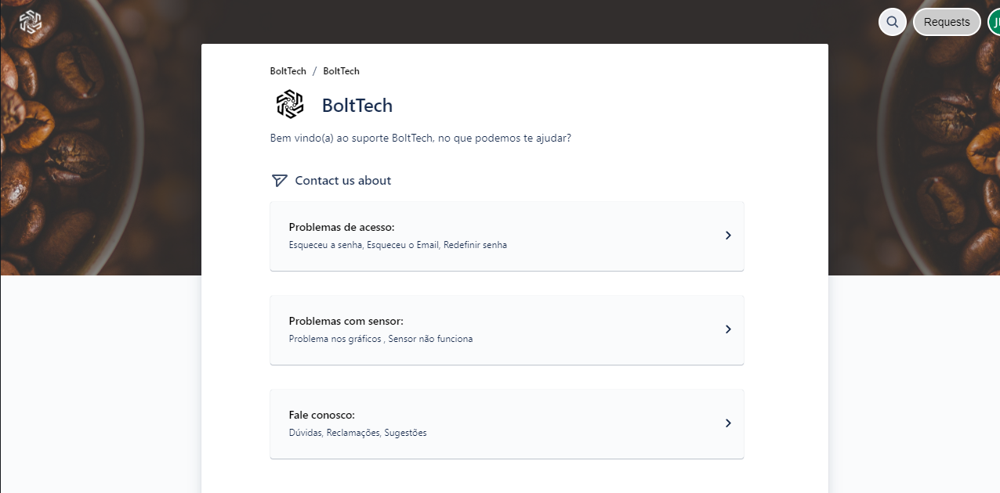 Requests
BoltTech / BoltTech
BoltTech
Bem vindo(a) ao suporte BoltTech, no que podemos te ajudar?
Contact us about
Problemas de acesso:
Esqueceu a senha, Esqueceu o Email, Redefinir senha
Problemas com sensor:
Problema nos gráficos , Sensor não funciona
Fale conosco:
Dúvidas, Reclamações, Sugestões